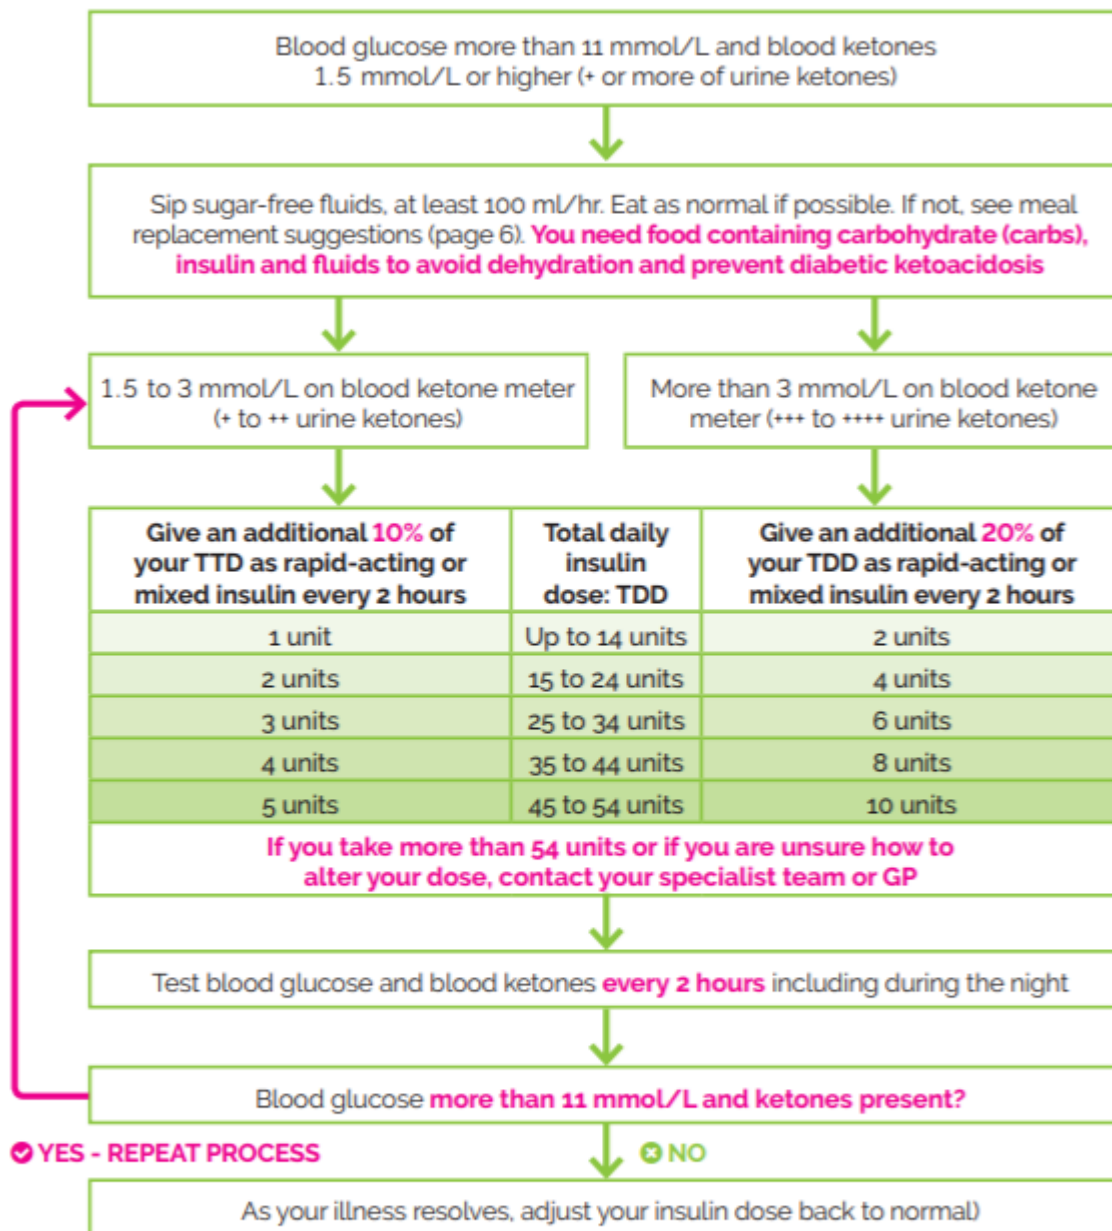 Blood glucose more than 11 mmol/L and blood ketones
1.5 mmol/L or higher (+ or more of urine ketones)
Sip sugar-free fluids, at least 100 ml/hr. Eat as normal if possible. If not, see meal
replacement suggestions (page 6). You need food containing carbohydrate (carbs),
insulin and fluids to avoid dehydration and prevent diabetic ketoacidosis
1.5 to 3 mmol/L on blood ketone meter
(+ to ++ urine ketones)
More than 3 mmol/L on blood ketone
meter (+++ to ++++ urine ketones)
Give an additional 10% of
your TTD as rapid-acting or
mixed insulin every 2 hours
Total daily
insulin
dose: TDD
Give an additional 20% of
your TDD as rapid-acting or
mixed insulin every 2 hours
1 unit Up to 14 units 2 units
2 units 15 to 24 units 4 units
3 units 25 to 34 units 6 units
4 units 35 to 44 units 8 units
5 units 45 to 54 units 10 units
If you take more than 54 units or if you are unsure how to
alter your dose, contact your specialist team or GP
Test blood glucose and blood ketones every 2 hours including during the night
Blood glucose more than 11 mmol/L and ketones present?
YES - REPEAT PROCESS
NO
As your illness resolves, adjust your insulin dose back to normal)